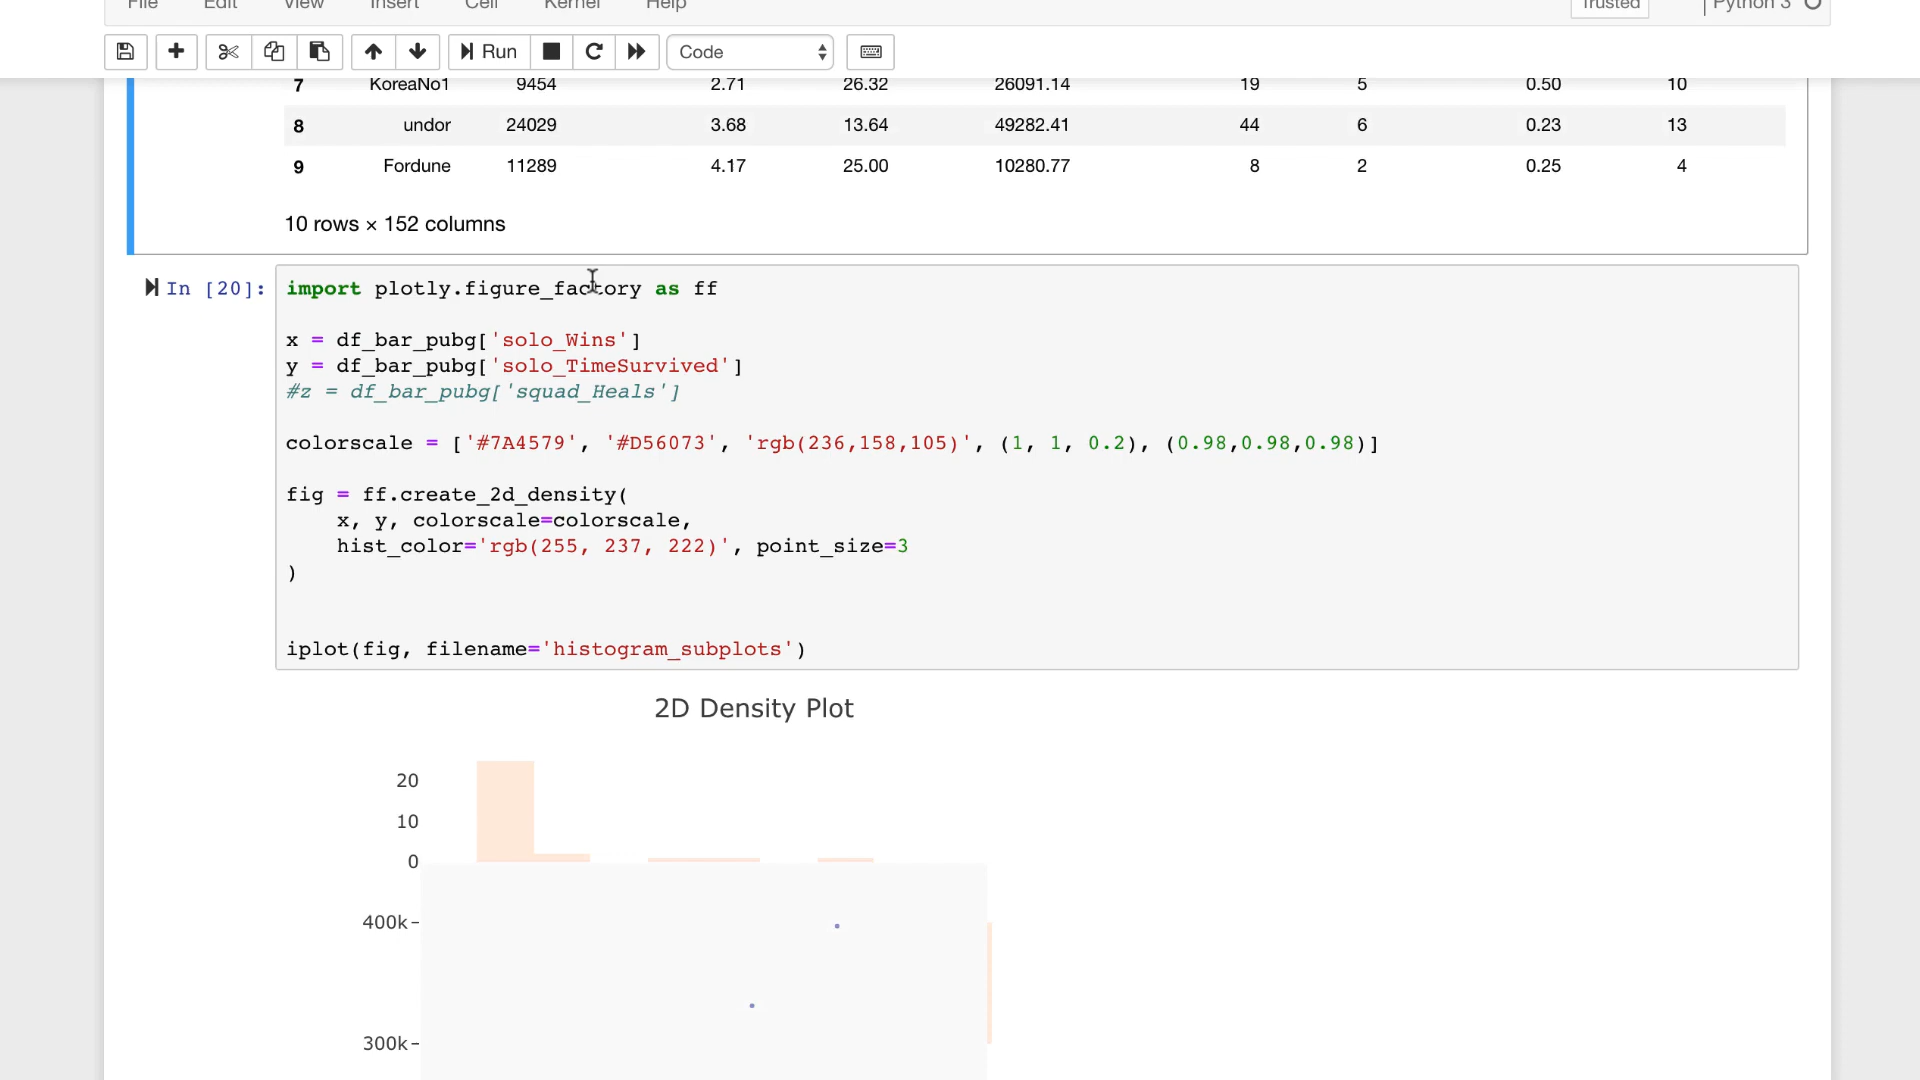 File Edit View Insert Cell Kernel Help Trusted Python 3
Run Code
7 KoreaNo1 9454 2.71 26.32 26091.14 19 5 0.50 10
8 undor 24029 3.68 13.64 49282.41 44 6 0.23 13
9 Fordune 11289 4.17 25.00 10280.77 8 2 0.25 4
10 rows × 152 columns
In [20]: import plotly.figure_factory as ff
x = df_bar_pubg['solo_Wins']
y = df_bar_pubg['solo_TimeSurvived']
#z = df_bar_pubg['squad_Heals']
colorscale = ['#7A4579', '#D56073', 'rgb(236,158,105)', (1, 1, 0.2), (0.98,0.98,0.98)]
fig = ff.create_2d_density(
x, y, colorscale=colorscale,
hist_color='rgb(255, 237, 222)', point_size=3
)
iplot(fig, filename='histogram_subplots')
2D Density Plot
20
10
0
400k
300k